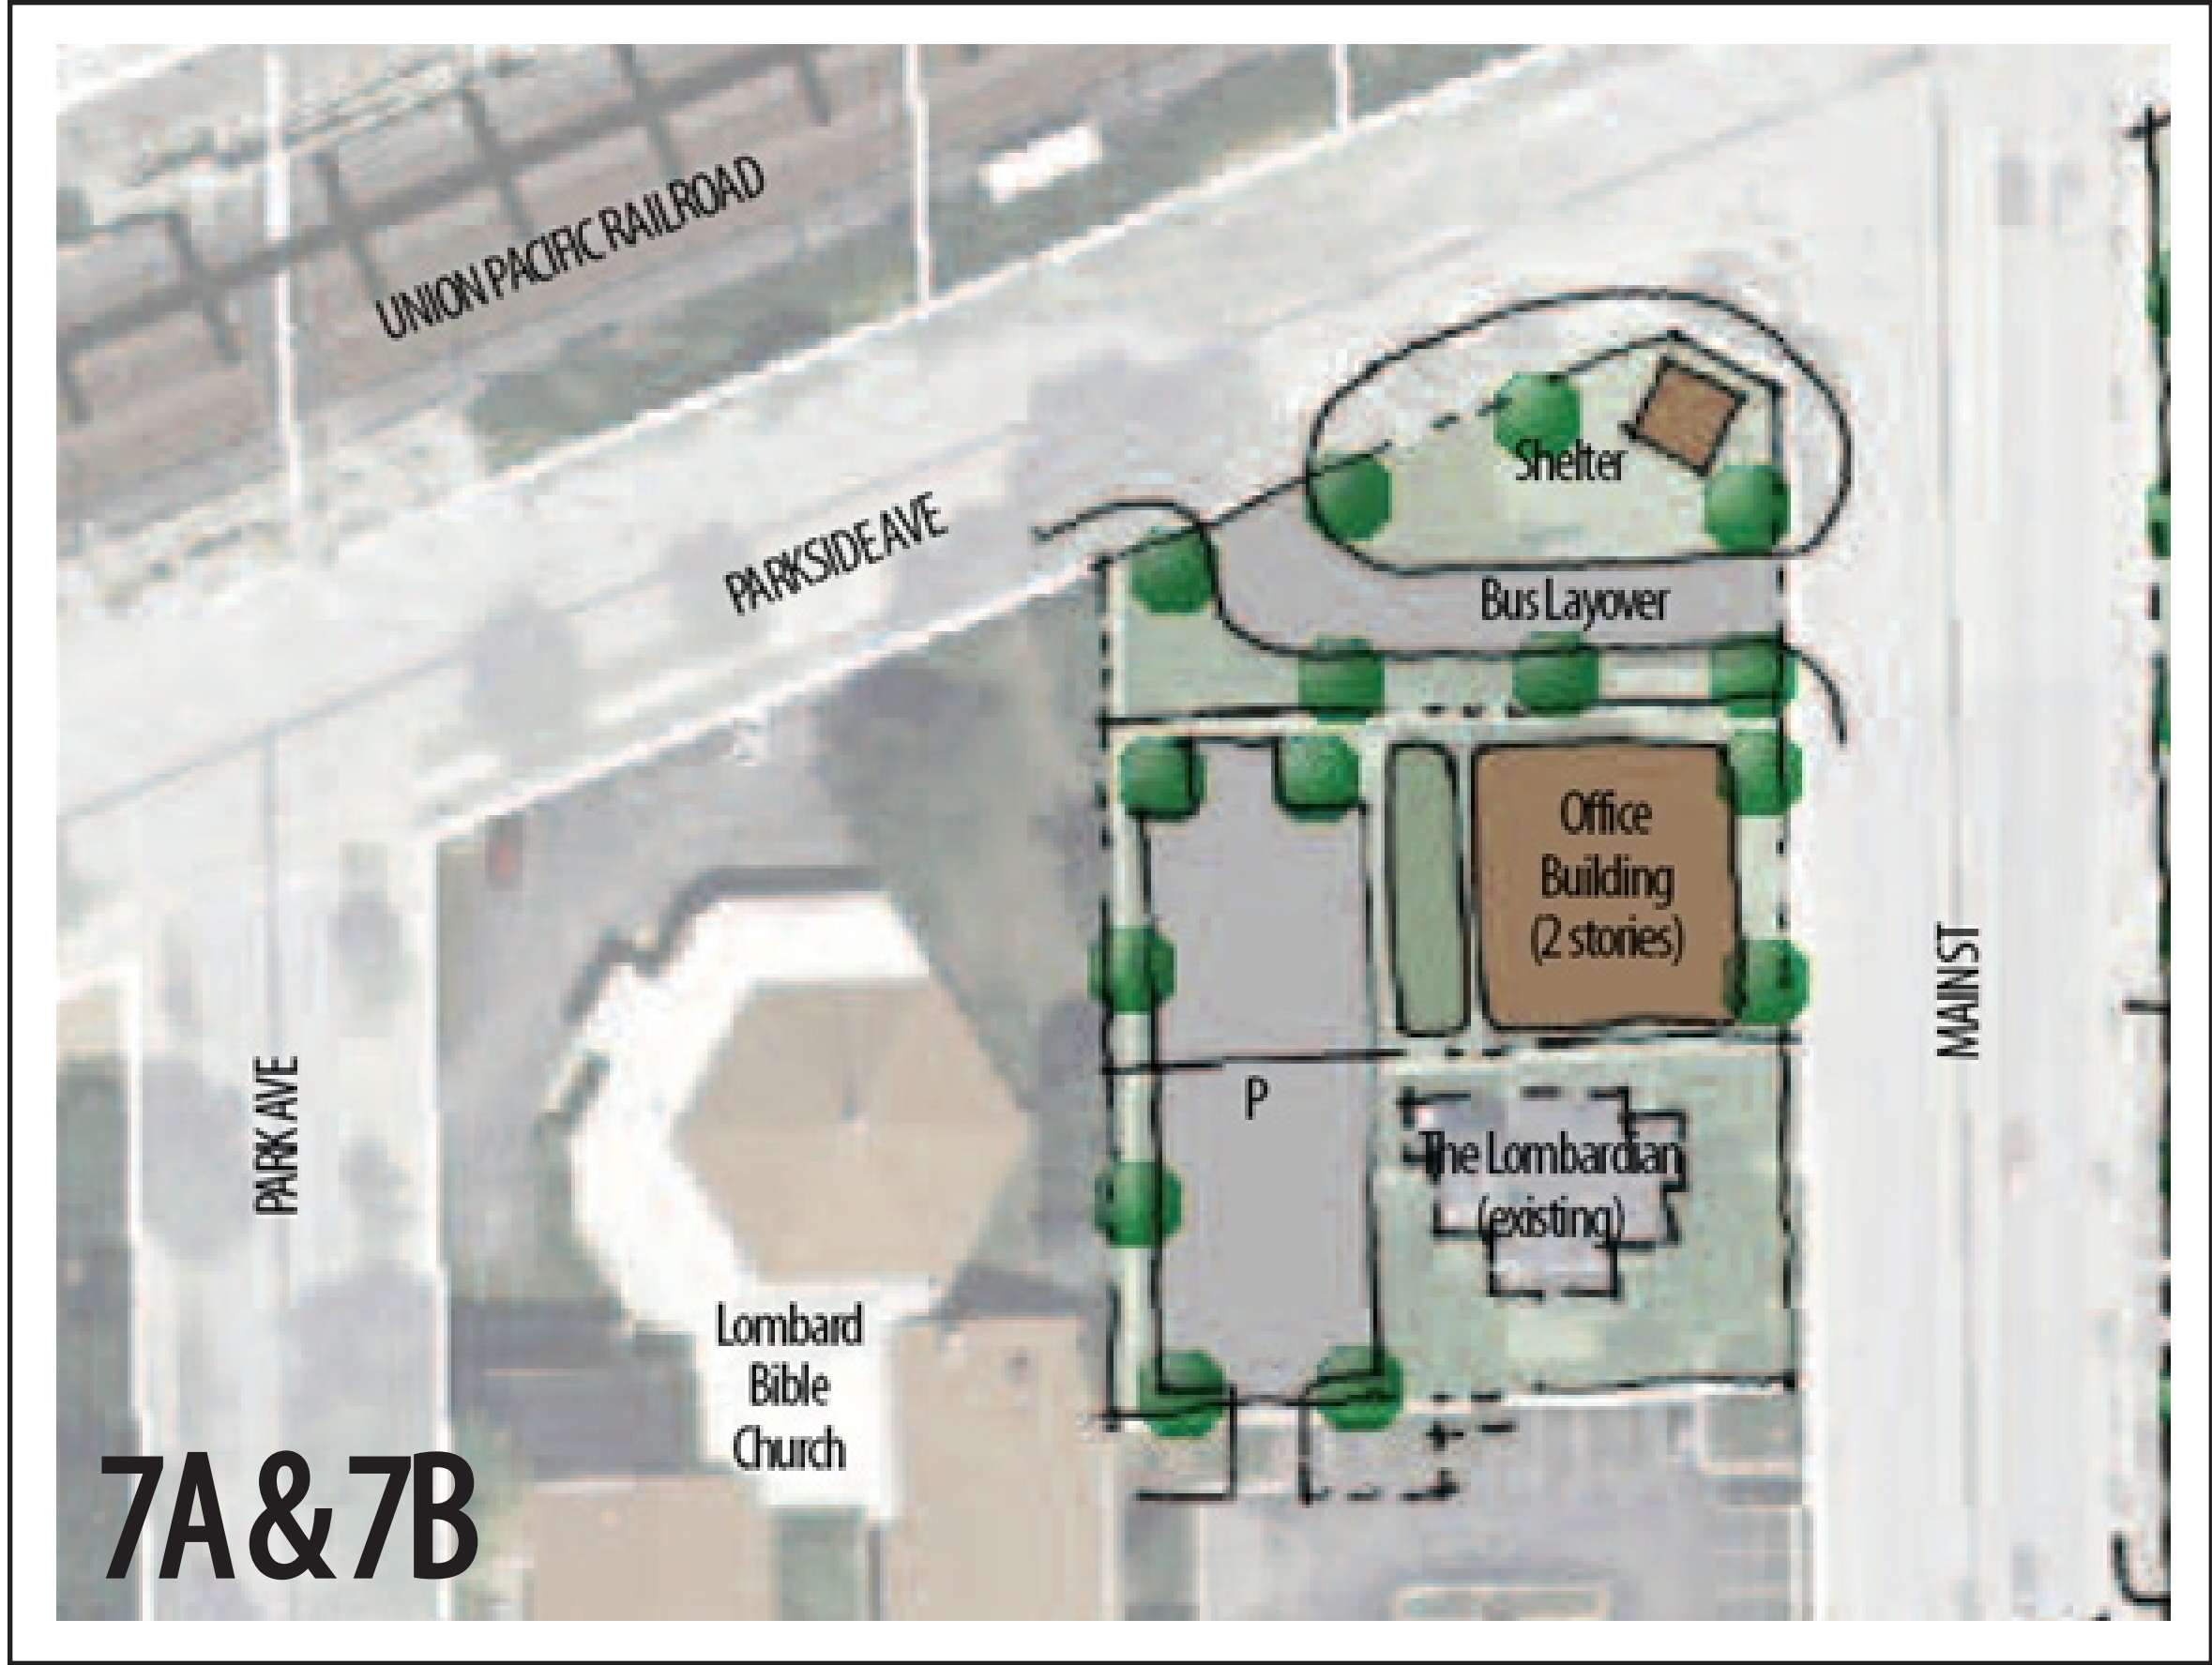 UNION PACIFIC RAILROAD
PARKSIDE AVE
Shelter
Bus Layover
Office
Building
(2 stories)
MAIN ST
PARK AVE
P
The Lombardian
(existing)
Lombard
Bible
Church
7A & 7B